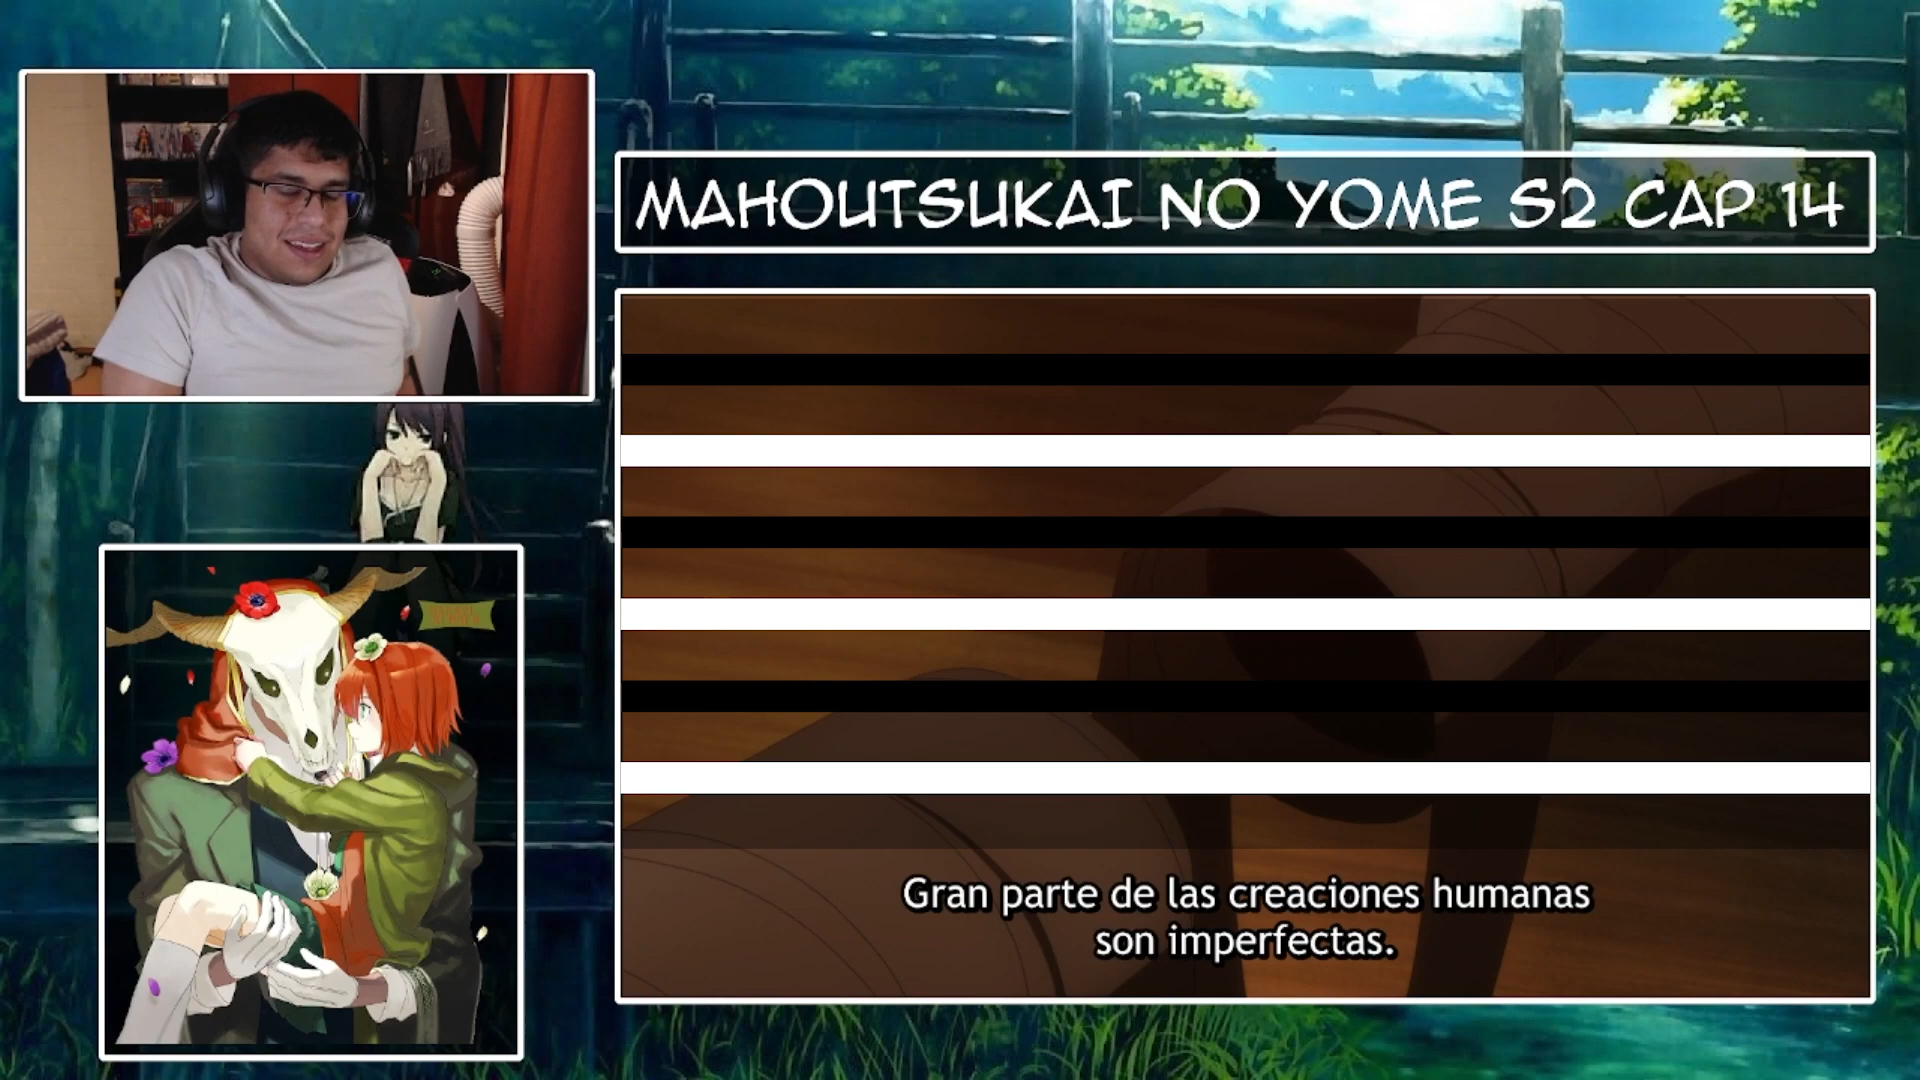 MAHOUTSUKAI NO YOME S2 CAP 14
Gran parte de las creaciones humanas
son imperfectas.